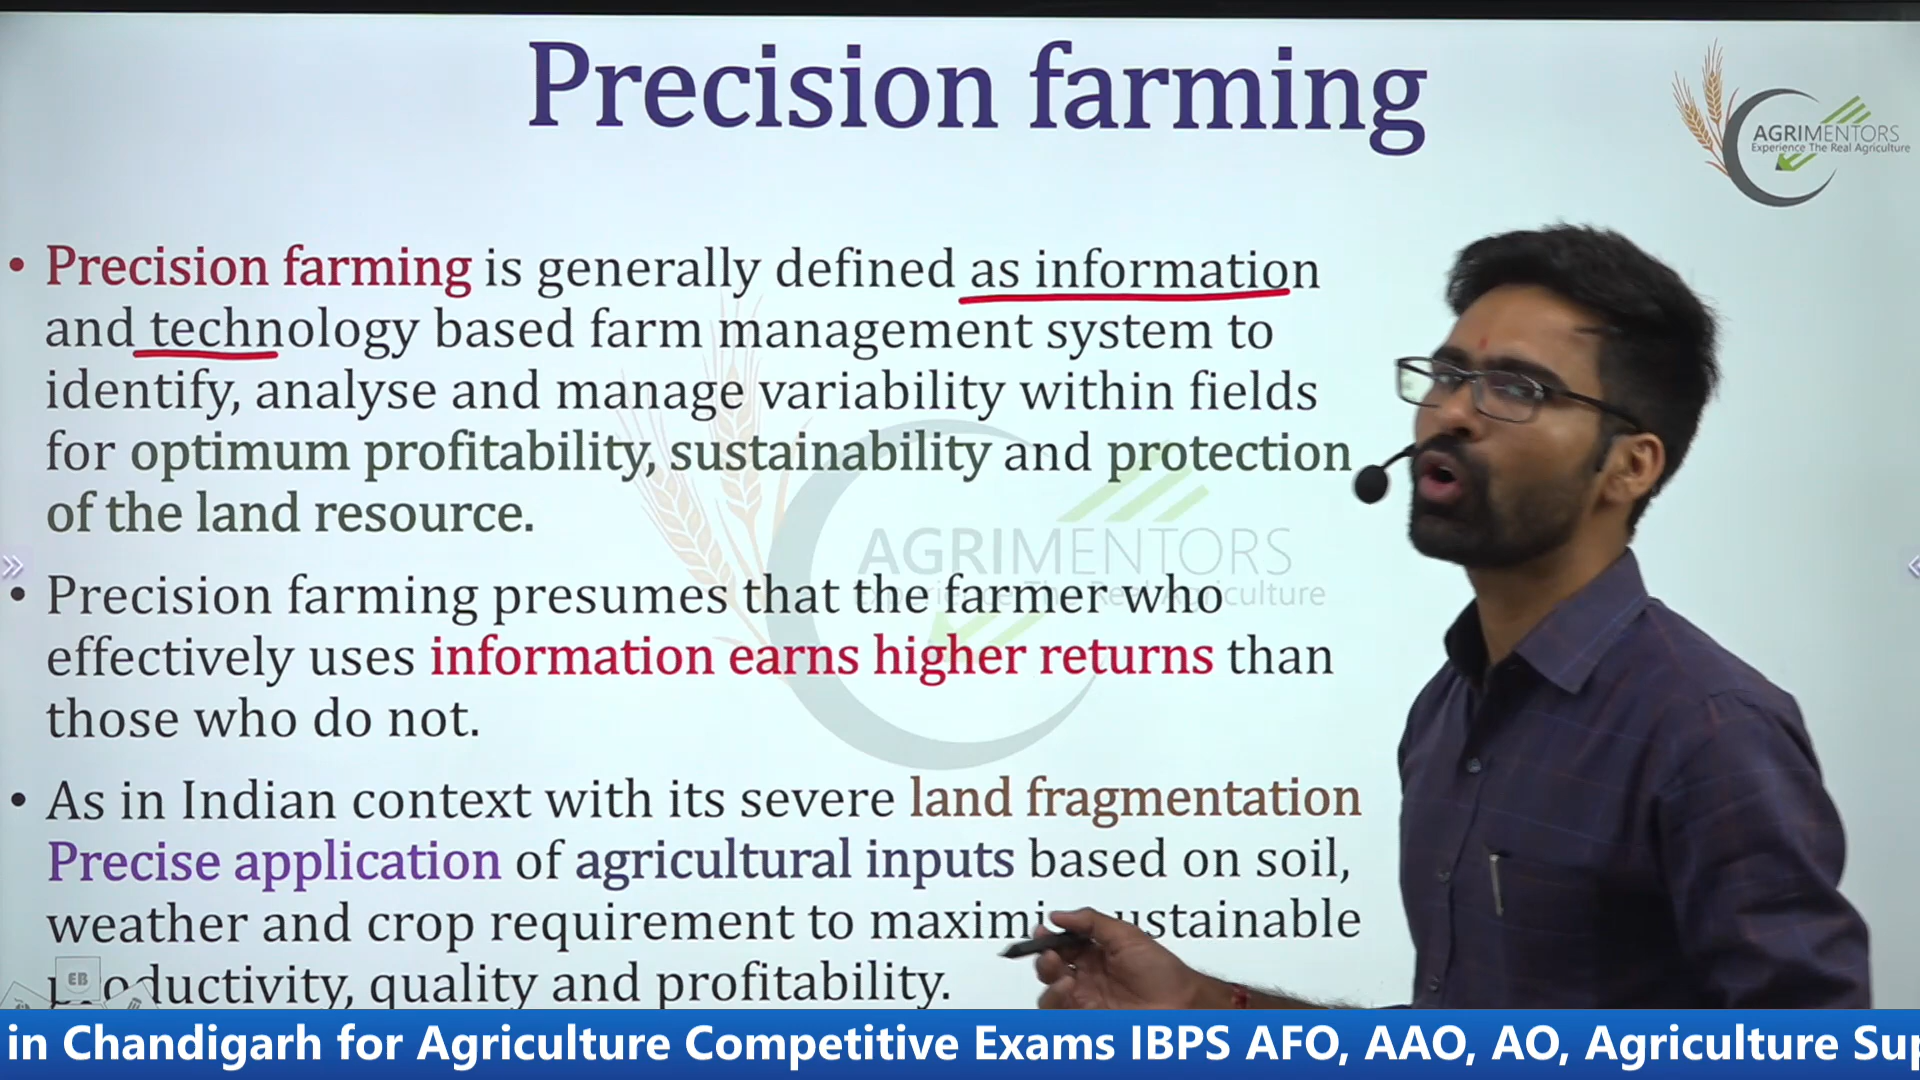 Precision farming
AGRIMENTORS
Experience The Real Agriculture
• Precision farming is generally defined as information
and technology based farm management system to
identify, analyse and manage variability within fields
for optimum profitability, sustainability and protection
of the land resource.
AGRIMENTORS
• Precision farming presumes that the farmer who
effectively uses information earns higher returns than
those who do not.
• As in Indian context with its severe land fragmentation
Precise application of agricultural inputs based on soil,
weather and crop requirement to
productivity, quality and profitability.
EB
in Chandigarh for Agriculture Competitive Exams IBPS AFO, AAO, AO, Agriculture Sup